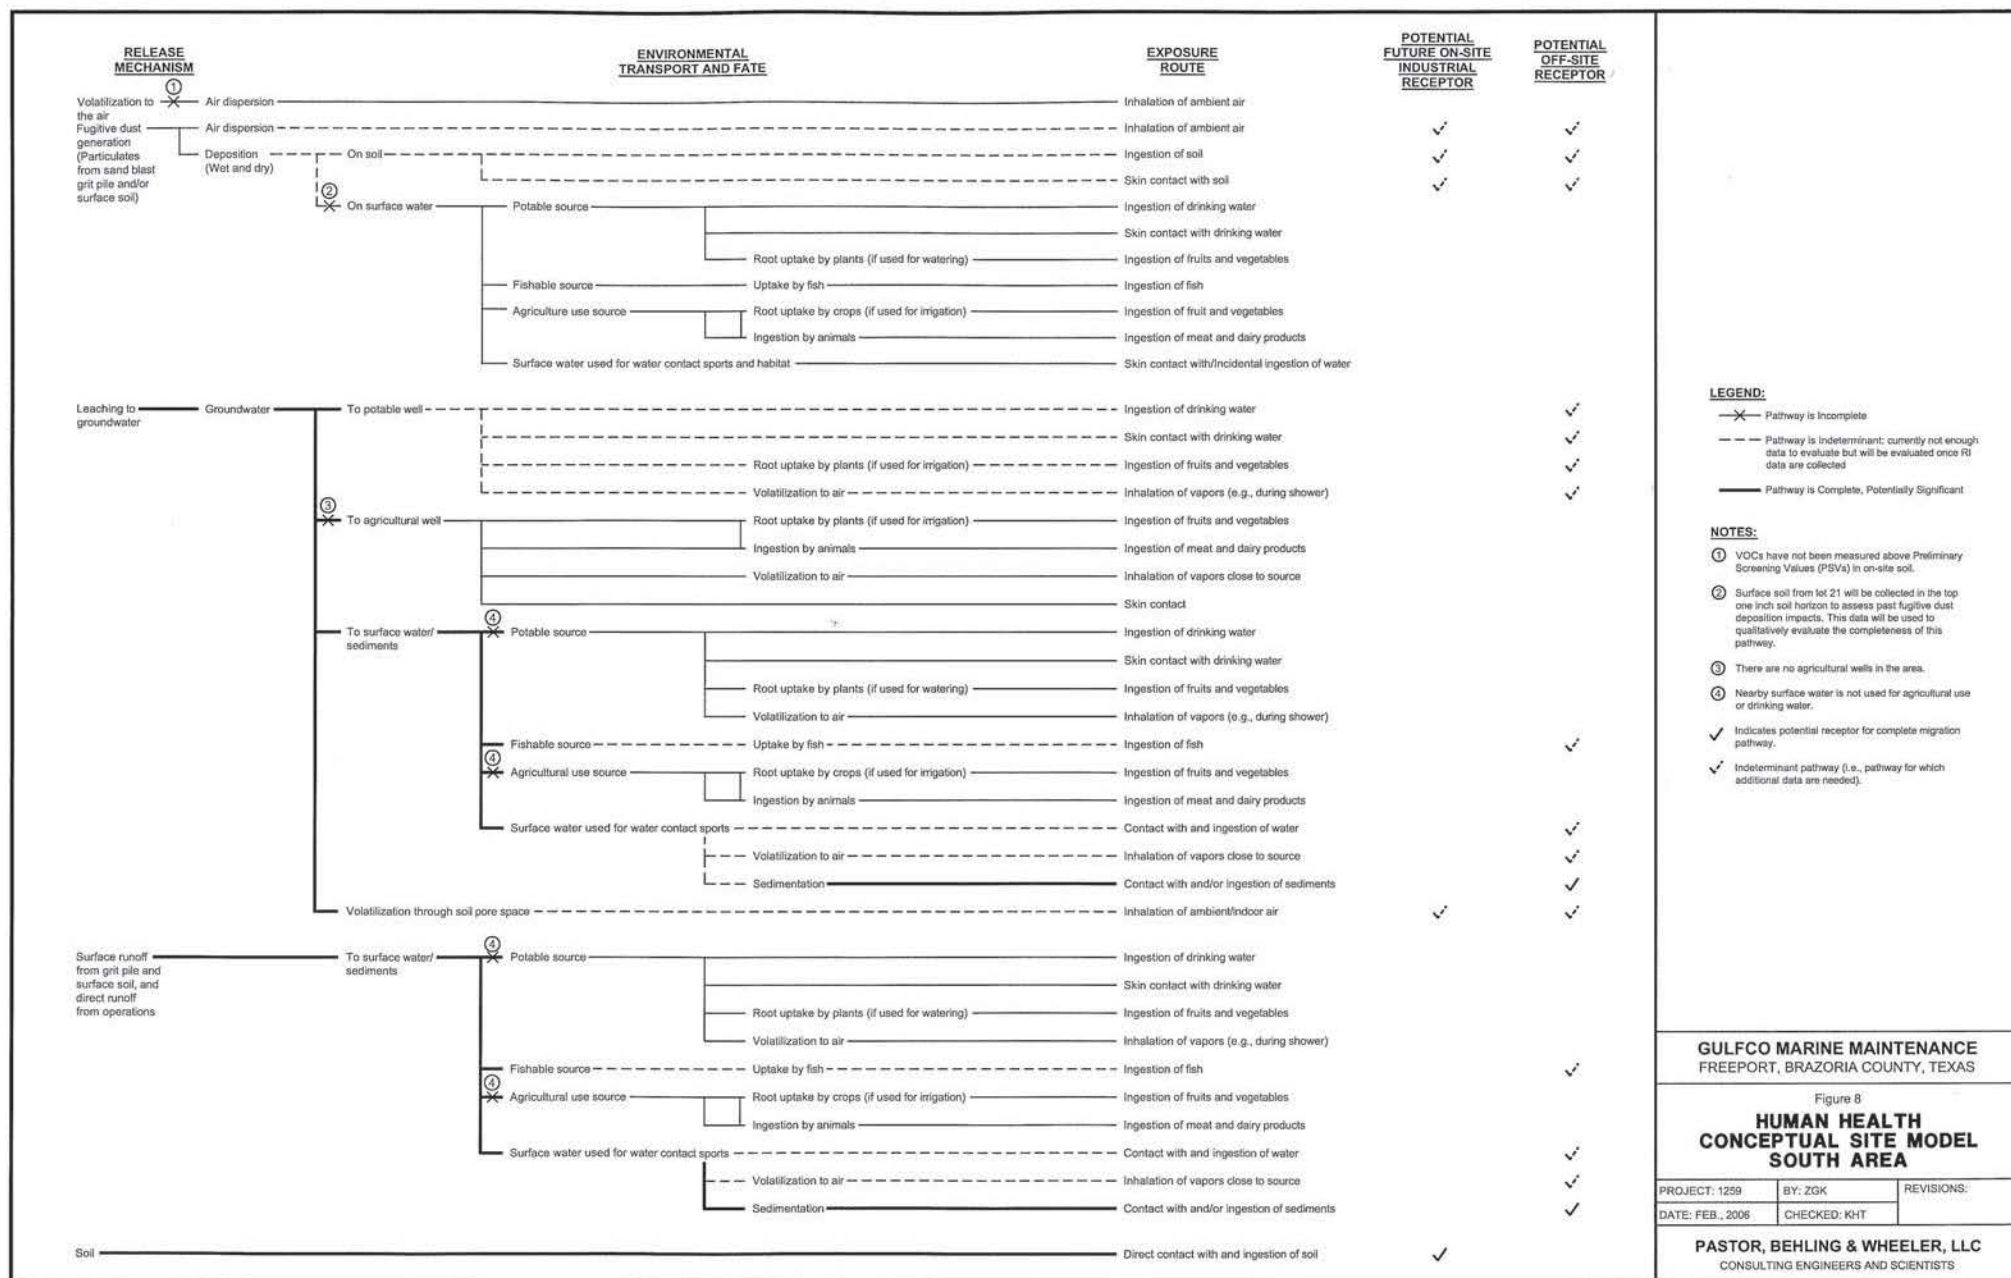 RELEASE
MECHANISM
ENVIRONMENTAL
TRANSPORT AND FATE
EXPOSURE
ROUTE
POTENTIAL
FUTURE ON-SITE
INDUSTRIAL
RECEPTOR
POTENTIAL
OFF-SITE
RECEPTOR
1
Volatilization to
the air
Air dispersion
Inhalation of ambient air
Fugitive dust
generation
(Particulates
from sand blast
grit pile and/or
surface soil)
Air dispersion
Inhalation of ambient air
Deposition
(Wet and dry)
On soil
Ingestion of soil
Skin contact with soil
2
On surface water
Potable source
Ingestion of drinking water
Skin contact with drinking water
Root uptake by plants (if used for watering)
Ingestion of fruits and vegetables
Fishable source
Uptake by fish
Ingestion of fish
Agriculture use source
Root uptake by crops (if used for irrigation)
Ingestion of fruit and vegetables
Ingestion by animals
Ingestion of meat and dairy products
Surface water used for water contact sports and habitat
Skin contact with/Incidental ingestion of water
Leaching to
groundwater
Groundwater
To potable well
Ingestion of drinking water
Skin contact with drinking water
Root uptake by plants (if used for irrigation)
Ingestion of fruits and vegetables
Volatilization to air
Inhalation of vapors (e.g., during shower)
3
To agricultural well
Root uptake by plants (if used for irrigation)
Ingestion of fruits and vegetables
Ingestion by animals
Ingestion of meat and dairy products
Volatilization to air
Inhalation of vapors close to source
Skin contact
To surface water/
sediments
4
Potable source
Ingestion of drinking water
Skin contact with drinking water
Root uptake by plants (if used for watering)
Ingestion of fruits and vegetables
Volatilization to air
Inhalation of vapors (e.g., during shower)
Fishable source
Uptake by fish
Ingestion of fish
4
Agricultural use source
Root uptake by crops (if used for irrigation)
Ingestion of fruits and vegetables
Ingestion by animals
Ingestion of meat and dairy products
Surface water used for water contact sports
Contact with and ingestion of water
Volatilization to air
Inhalation of vapors close to source
Sedimentation
Contact with and/or ingestion of sediments
Volatilization through soil pore space
Inhalation of ambient/indoor air
Surface runoff
from grit pile and
surface soil, and
direct runoff
from operations
To surface water/
sediments
4
Potable source
Ingestion of drinking water
Skin contact with drinking water
Root uptake by plants (if used for watering)
Ingestion of fruits and vegetables
Volatilization to air
Inhalation of vapors (e.g., during shower)
Fishable source
Uptake by fish
Ingestion of fish
4
Agricultural use source
Root uptake by crops (if used for irrigation)
Ingestion of fruits and vegetables
Ingestion by animals
Ingestion of meat and dairy products
Surface water used for water contact sports
Contact with and ingestion of water
Volatilization to air
Inhalation of vapors close to source
Sedimentation
Contact with and/or ingestion of sediments
Soil
Direct contact with and ingestion of soil
LEGEND:
Pathway is Incomplete
Pathway is Indeterminant: currently not enough
data to evaluate but will be evaluated once RI
data are collected
Pathway is Complete, Potentially Significant
NOTES:
1 VOCs have not been measured above Preliminary
Screening Values (PSVs) in on-site soil.
2 Surface soil from lot 21 will be collected in the top
one inch soil horizon to assess past fugitive dust
deposition impacts. This data will be used to
qualitatively evaluate the completeness of this
pathway.
3 There are no agricultural wells in the area.
4 Nearby surface water is not used for agricultural use
or drinking water.
Indicates potential receptor for complete migration
pathway.
Indeterminant pathway (i.e., pathway for which
additional data are needed).
GULFCO MARINE MAINTENANCE
FREEPORT, BRAZORIA COUNTY, TEXAS
Figure 8
HUMAN HEALTH
CONCEPTUAL SITE MODEL
SOUTH AREA
PROJECT: 1259
BY: ZGK
REVISIONS:
DATE: FEB., 2006
CHECKED: KHT
PASTOR, BEHLING & WHEELER, LLC
CONSULTING ENGINEERS AND SCIENTISTS